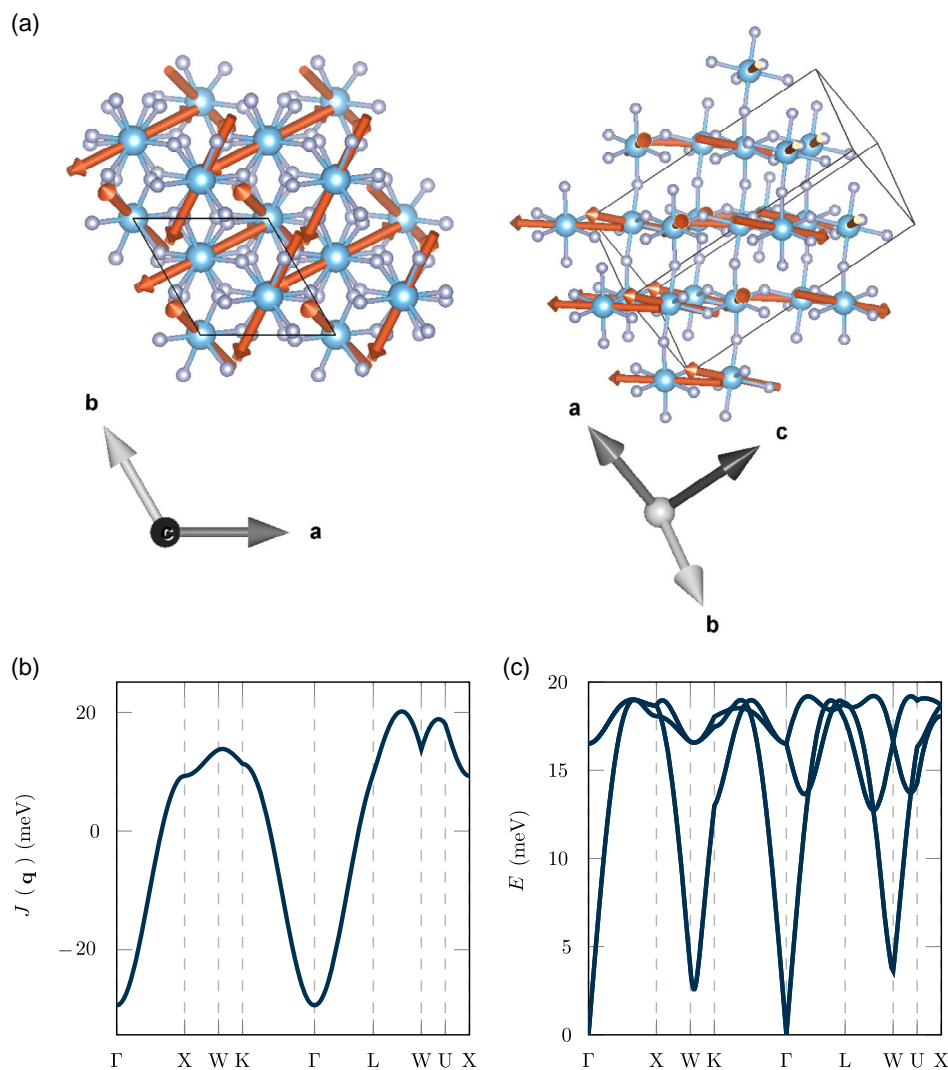 (a)
b
c
a
a
c
b
(b)
(c)
20
0
−20
J ( q ) (meV)
Γ X W K Γ L W U X
20
15
10
5
0
E (meV)
Γ X W K Γ L W U X